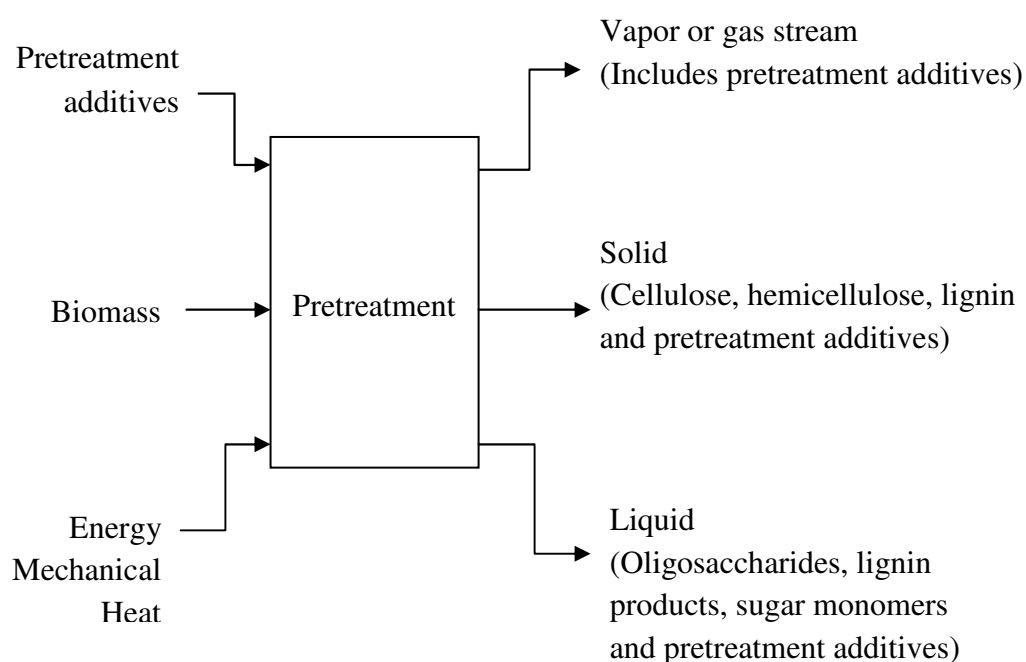 Pretreatment
additives
Biomass
Energy
Mechanical
Heat
Pretreatment
Vapor or gas stream
(Includes pretreatment additives)
Solid
(Cellulose, hemicellulose, lignin
and pretreatment additives)
Liquid
(Oligosaccharides, lignin
products, sugar monomers
and pretreatment additives)